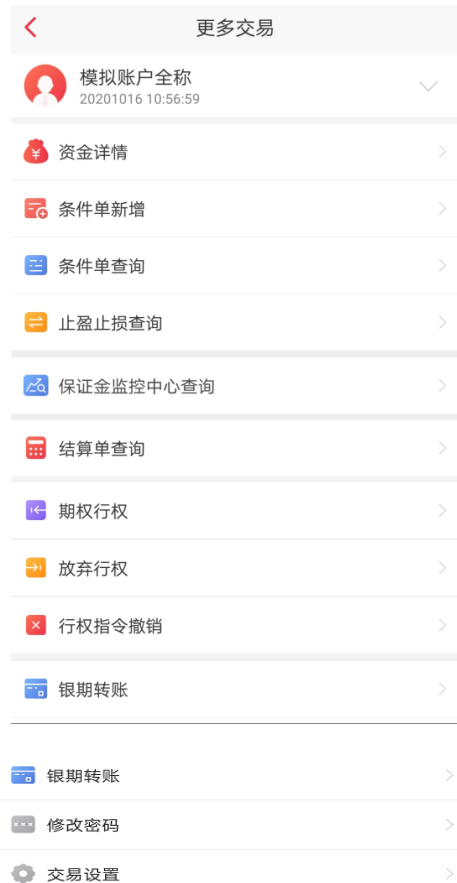 更多交易
模拟账户全称
20201016 10:56:59
资金详情
条件单新增
条件单查询
止盈止损查询
保证金监控中心查询
结算单查询
期权行权
放弃行权
行权指令撤销
银期转账
银期转账
修改密码
交易设置